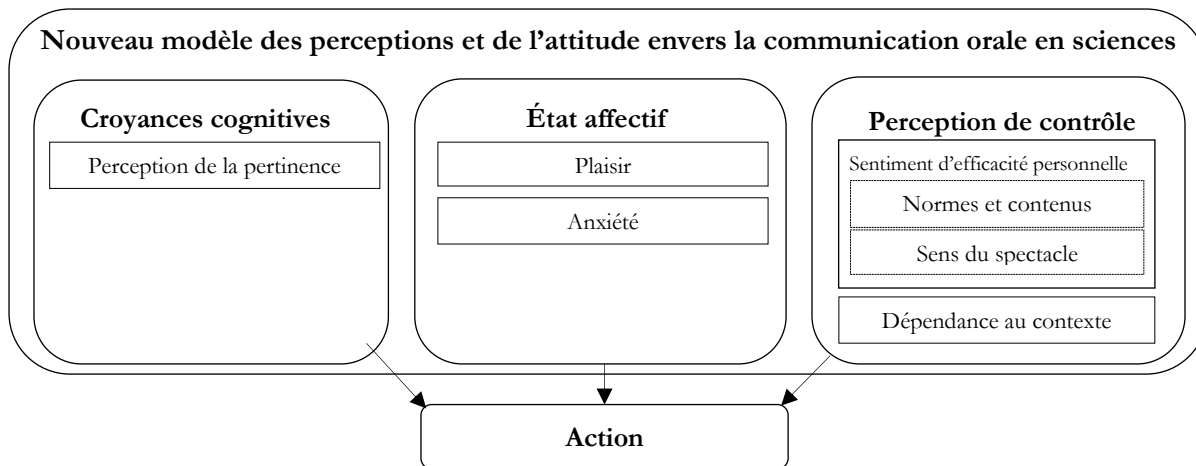 Nouveau modèle des perceptions et de l’attitude envers la communication orale en sciences
Croyances cognitives
Perception de la pertinence
État affectif
Plaisir
Anxiété
Perception de contrôle
Sentiment d’efficacité personnelle
Normes et contenus
Sens du spectacle
Dépendance au contexte
Action